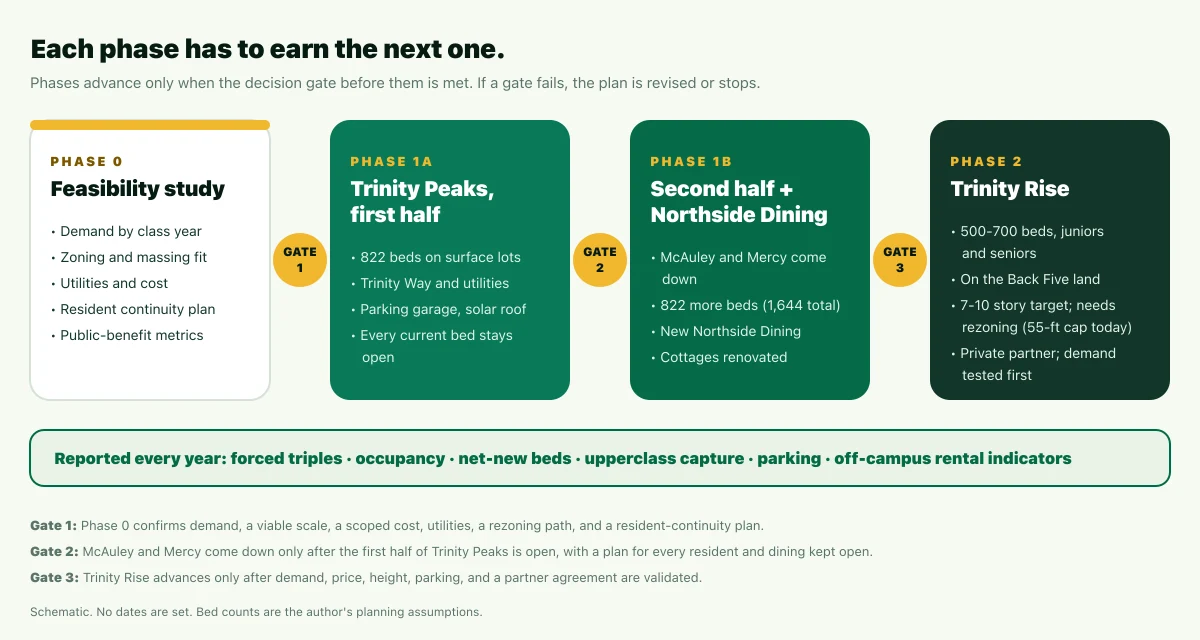 Each phase has to earn the next one.
Phases advance only when the decision gate before them is met. If a gate fails, the plan is revised or stops.
PHASE 0
Feasibility study
• Demand by class year
• Zoning and massing fit
• Utilities and cost
• Resident continuity plan
• Public-benefit metrics
GATE
1
PHASE 1A
Trinity Peaks,
first half
• 822 beds on surface lots
• Trinity Way and utilities
• Parking garage, solar roof
• Every current bed stays
open
GATE
2
PHASE 1B
Second half +
Northside Dining
• McAuley and Mercy come
down
• 822 more beds (1,644 total)
• New Northside Dining
• Cottages renovated
GATE
3
PHASE 2
Trinity Rise
• 500-700 beds, juniors
and seniors
• On the Back Five land
• 7-10 story target; needs
rezoning (55-ft cap today)
• Private partner; demand
tested first
Reported every year: forced triples · occupancy · net-new beds · upperclass capture · parking · off-campus rental indicators
Gate 1: Phase 0 confirms demand, a viable scale, a scoped cost, utilities, a rezoning path, and a resident-continuity plan.
Gate 2: McAuley and Mercy come down only after the first half of Trinity Peaks is open, with a plan for every resident and dining kept open.
Gate 3: Trinity Rise advances only after demand, price, height, parking, and a partner agreement are validated.
Schematic. No dates are set. Bed counts are the author's planning assumptions.